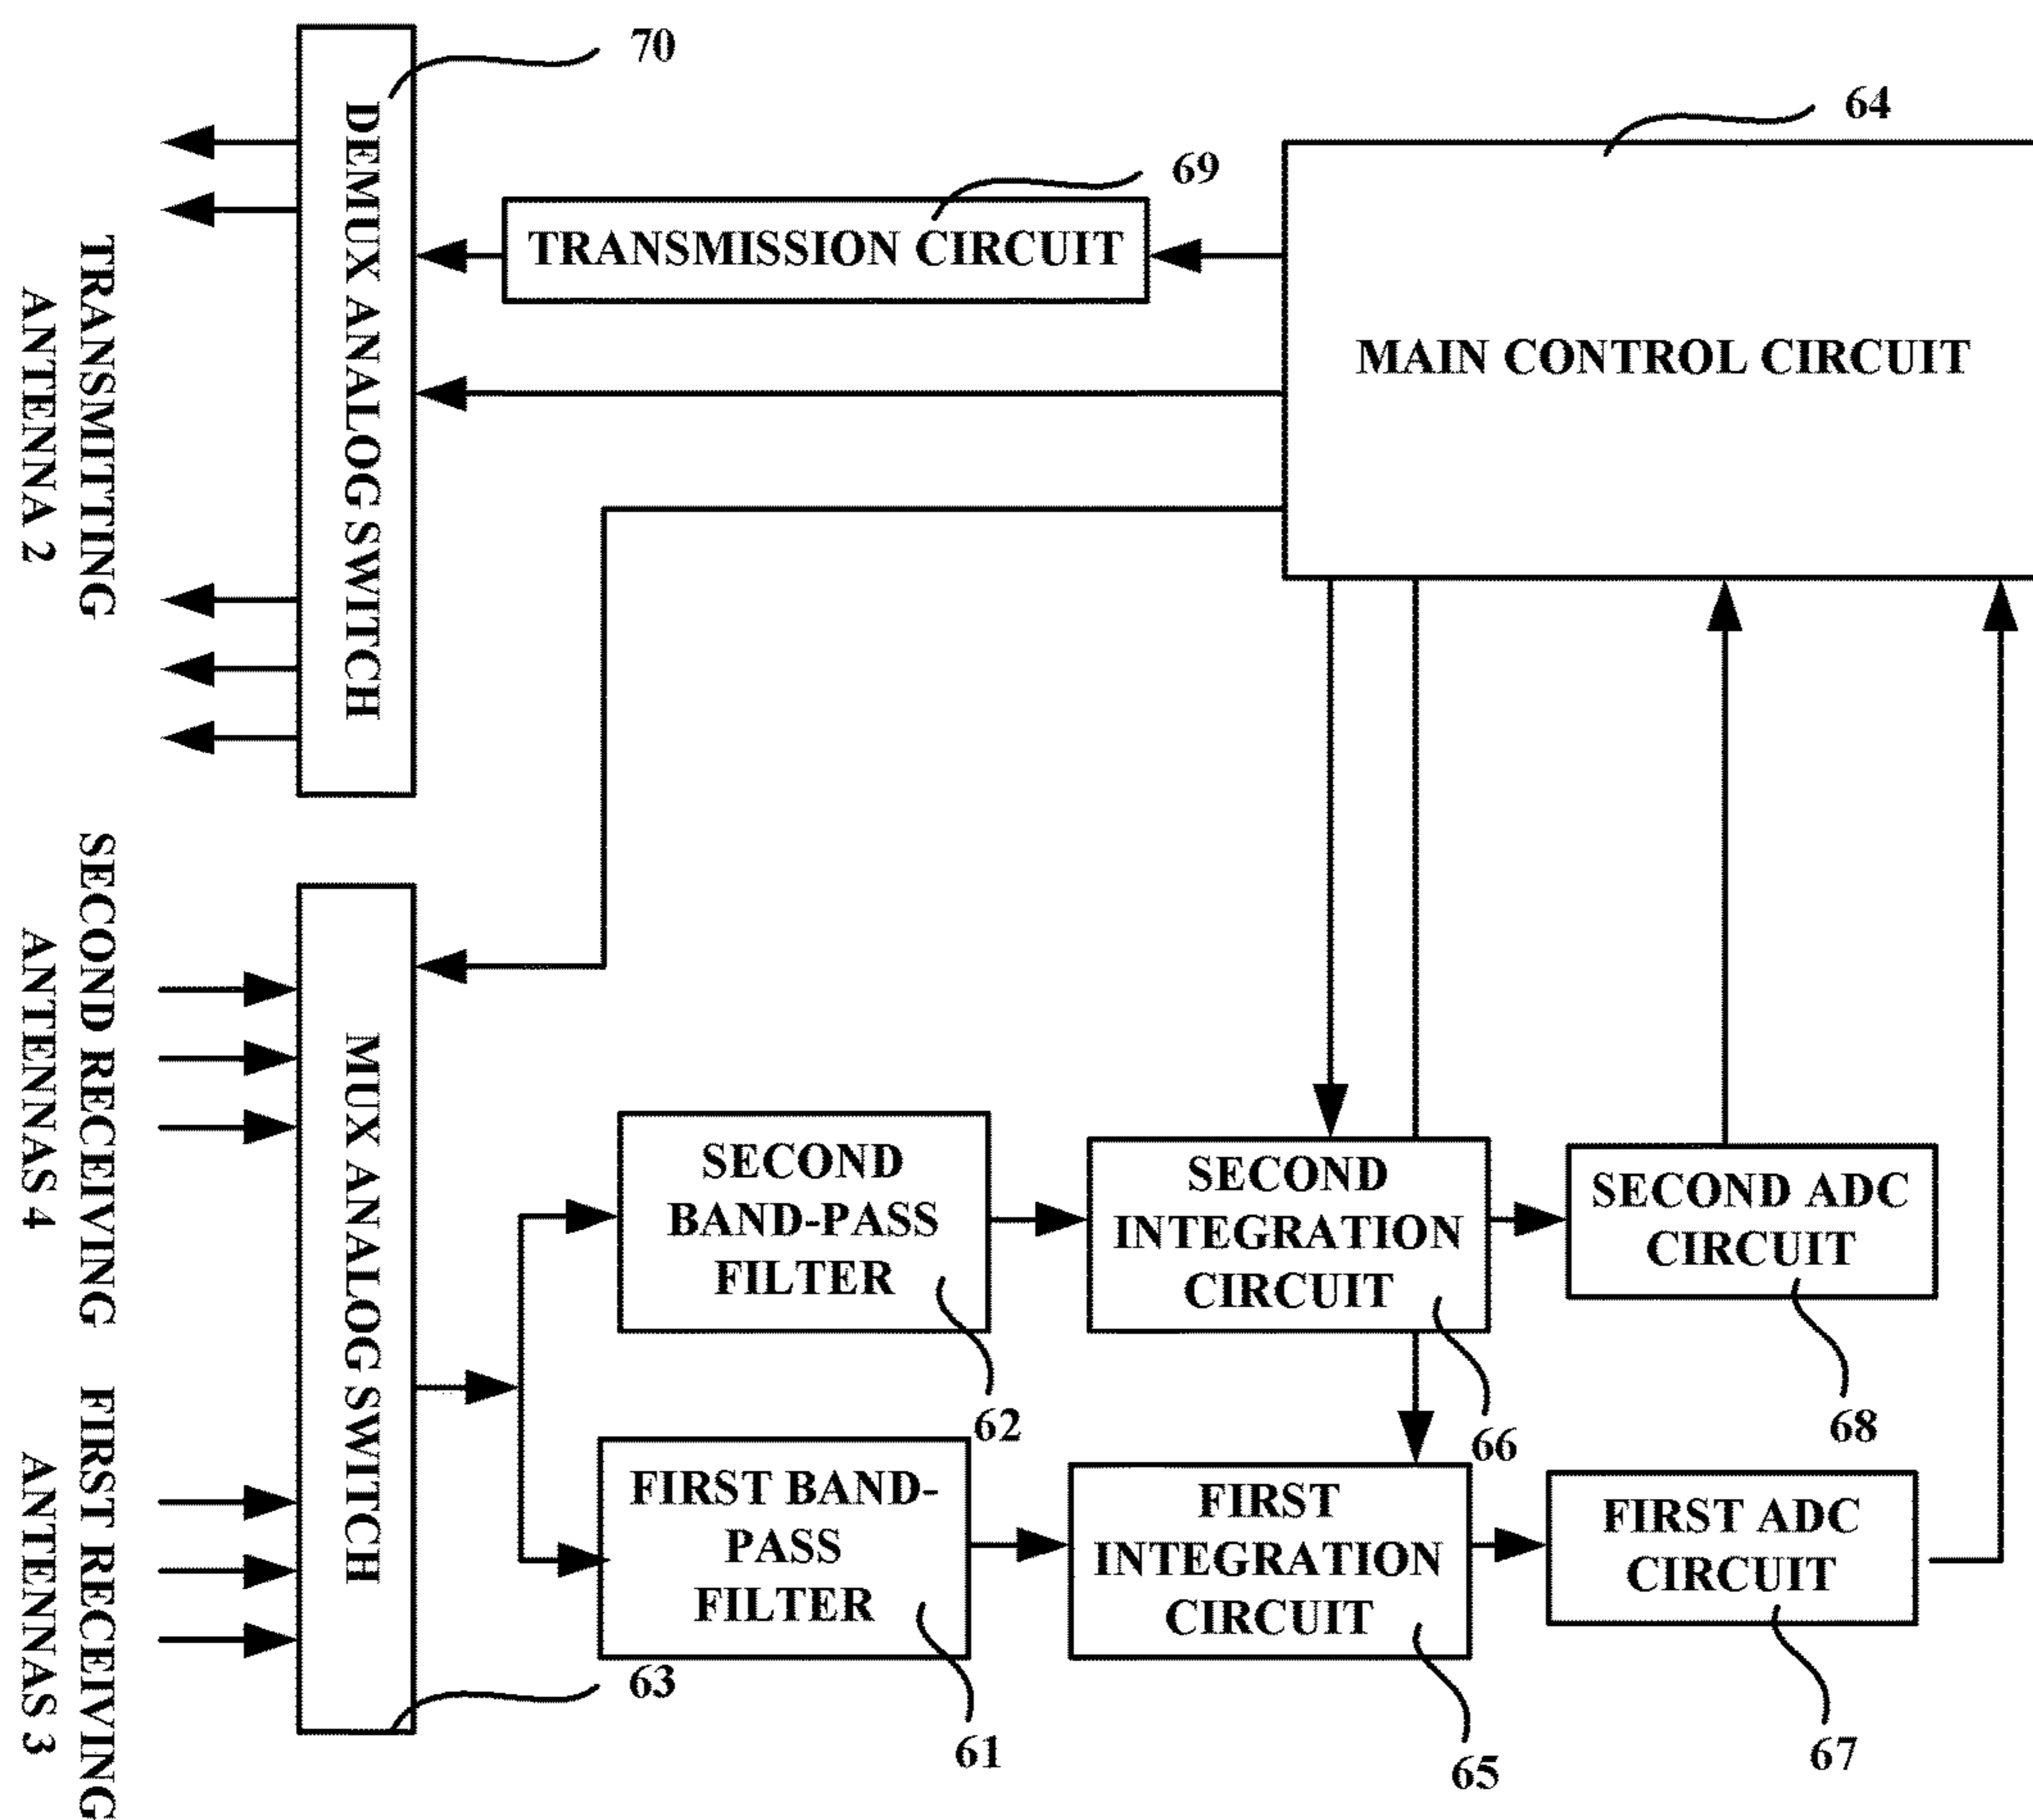 70
64
69
DEMUX ANALOG SWITCH
TRANSMISSION CIRCUIT
MAIN CONTROL CIRCUIT
TRANSMITTING
ANTENNA 2
SECOND RECEIVING
ANTENNAS 4
MUX ANALOG SWITCH
SECOND
BAND-PASS
FILTER
SECOND
INTEGRATION
CIRCUIT
SECOND ADC
CIRCUIT
62
66
68
FIRST RECEIVING
ANTENNAS 3
FIRST BAND-
PASS
FILTER
FIRST
INTEGRATION
CIRCUIT
FIRST ADC
CIRCUIT
63
61
65
67